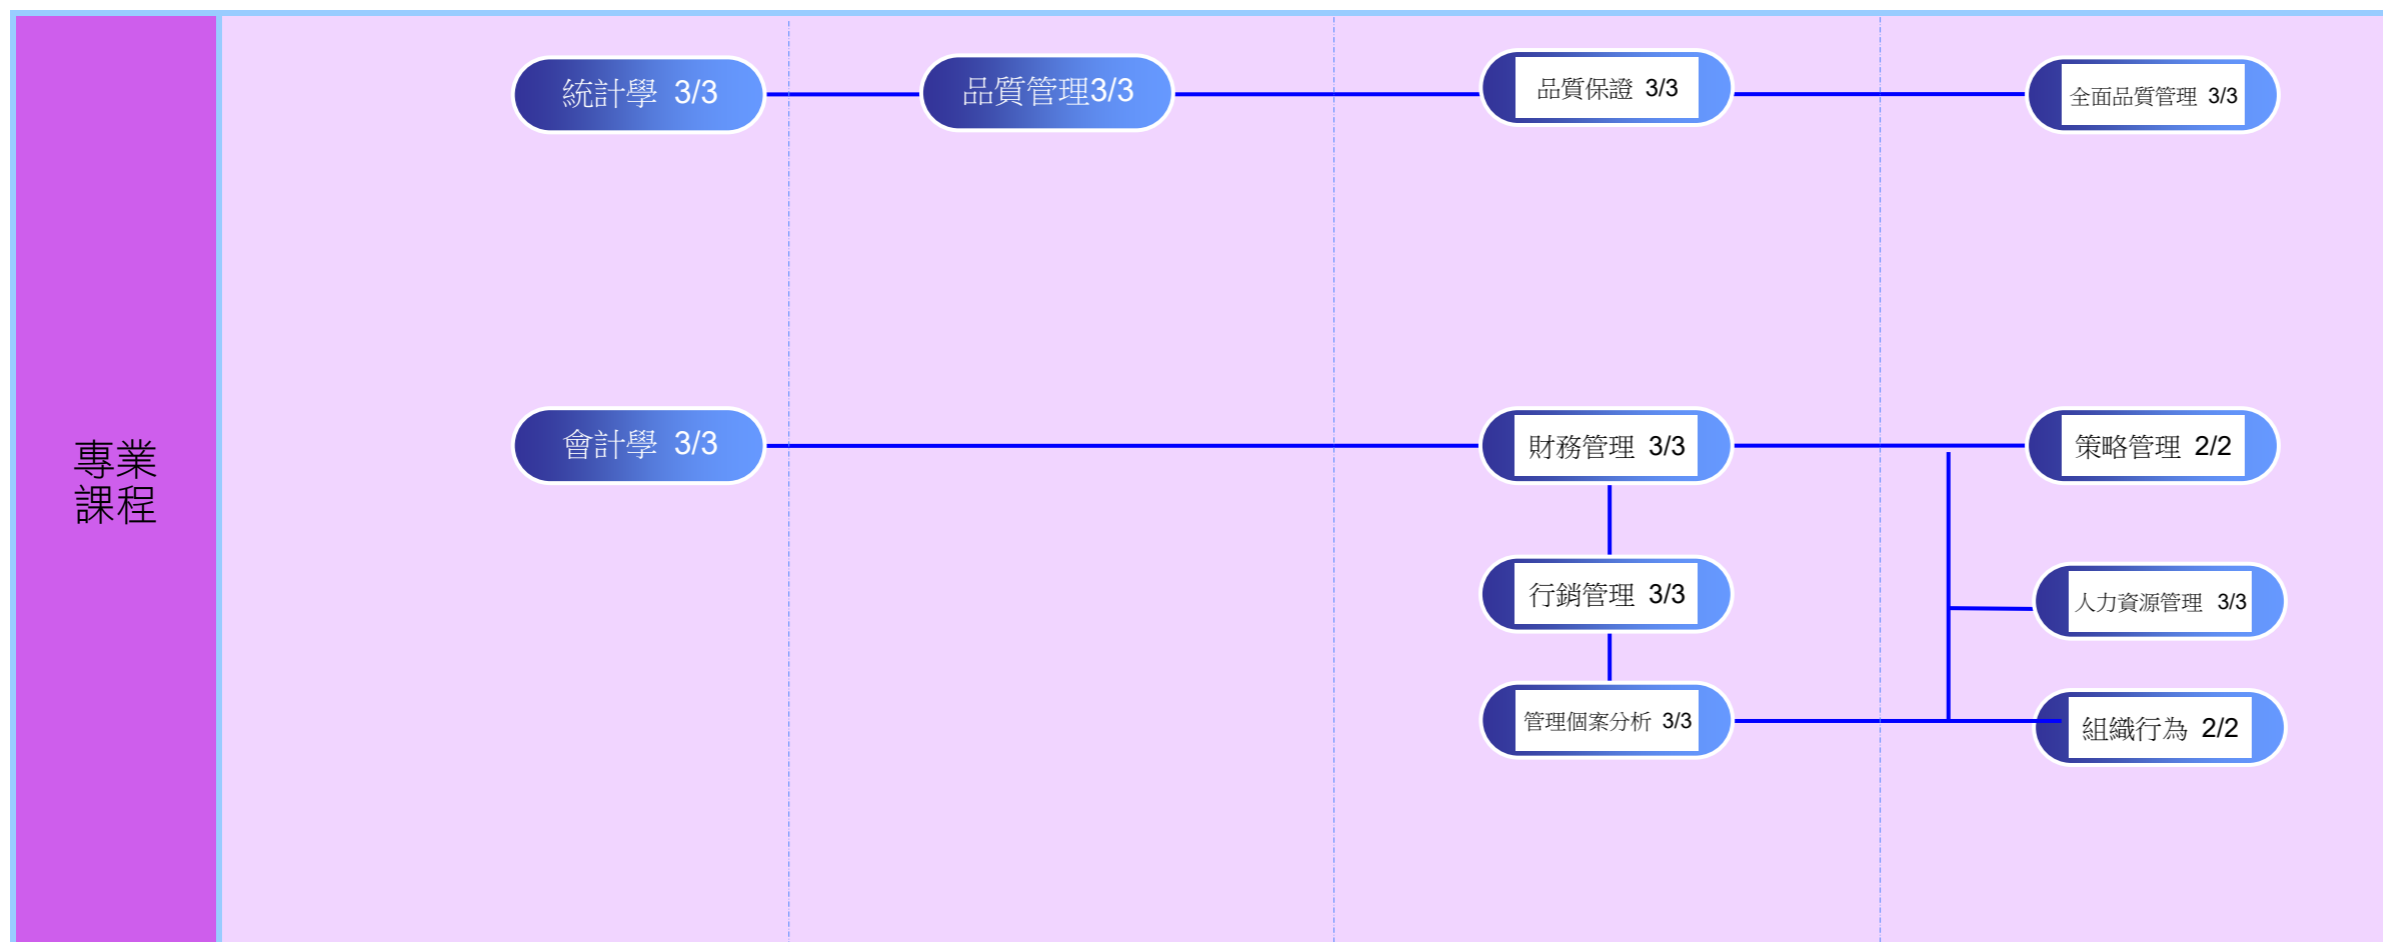 統計學 3/3
品質管理3/3
品質保證 3/3
全面品質管理 3/3
專業
課程
會計學 3/3
財務管理 3/3
策略管理 2/2
行銷管理 3/3
人力資源管理 3/3
管理個案分析 3/3
組織行為 2/2